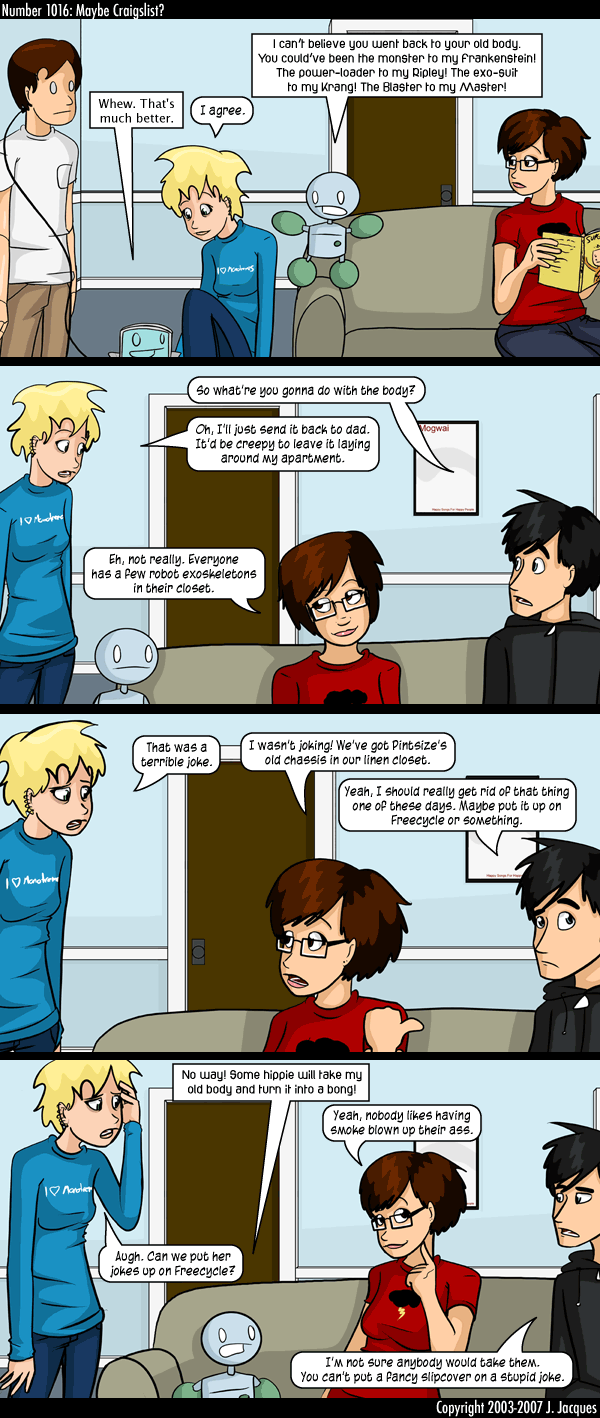 Number 1016: Maybe Craigslist?
I can't believe you went back to your old body.
You could've been the monster to my Frankenstein!
The power-loader to my Ripley! The exo-suit
to my Krang! The Blaster to my Master!
Whew. That's
much better.
I agree.
I ♡
SUPE
So what're you gonna do with the body?
Oh, I'll just send it back to dad.
It'd be creepy to leave it laying
around my apartment.
Mogwai
Happy Songs For Happy People
I ♡
Eh, not really. Everyone
has a few robot exoskeletons
in their closet.
That was a
terrible joke.
I wasn't joking! We've got Pintsize's
old chassis in our linen closet.
Yeah, I should really get rid of that thing
one of these days. Maybe put it up on
Freecycle or something.
I ♡
No way! Some hippie will take my
old body and turn it into a bong!
Yeah, nobody likes having
smoke blown up their ass.
I ♡
Augh. Can we put her
jokes up on Freecycle?
I'm not sure anybody would take them.
You can't put a fancy slipcover on a stupid joke.
Copyright 2003-2007 J. Jacques